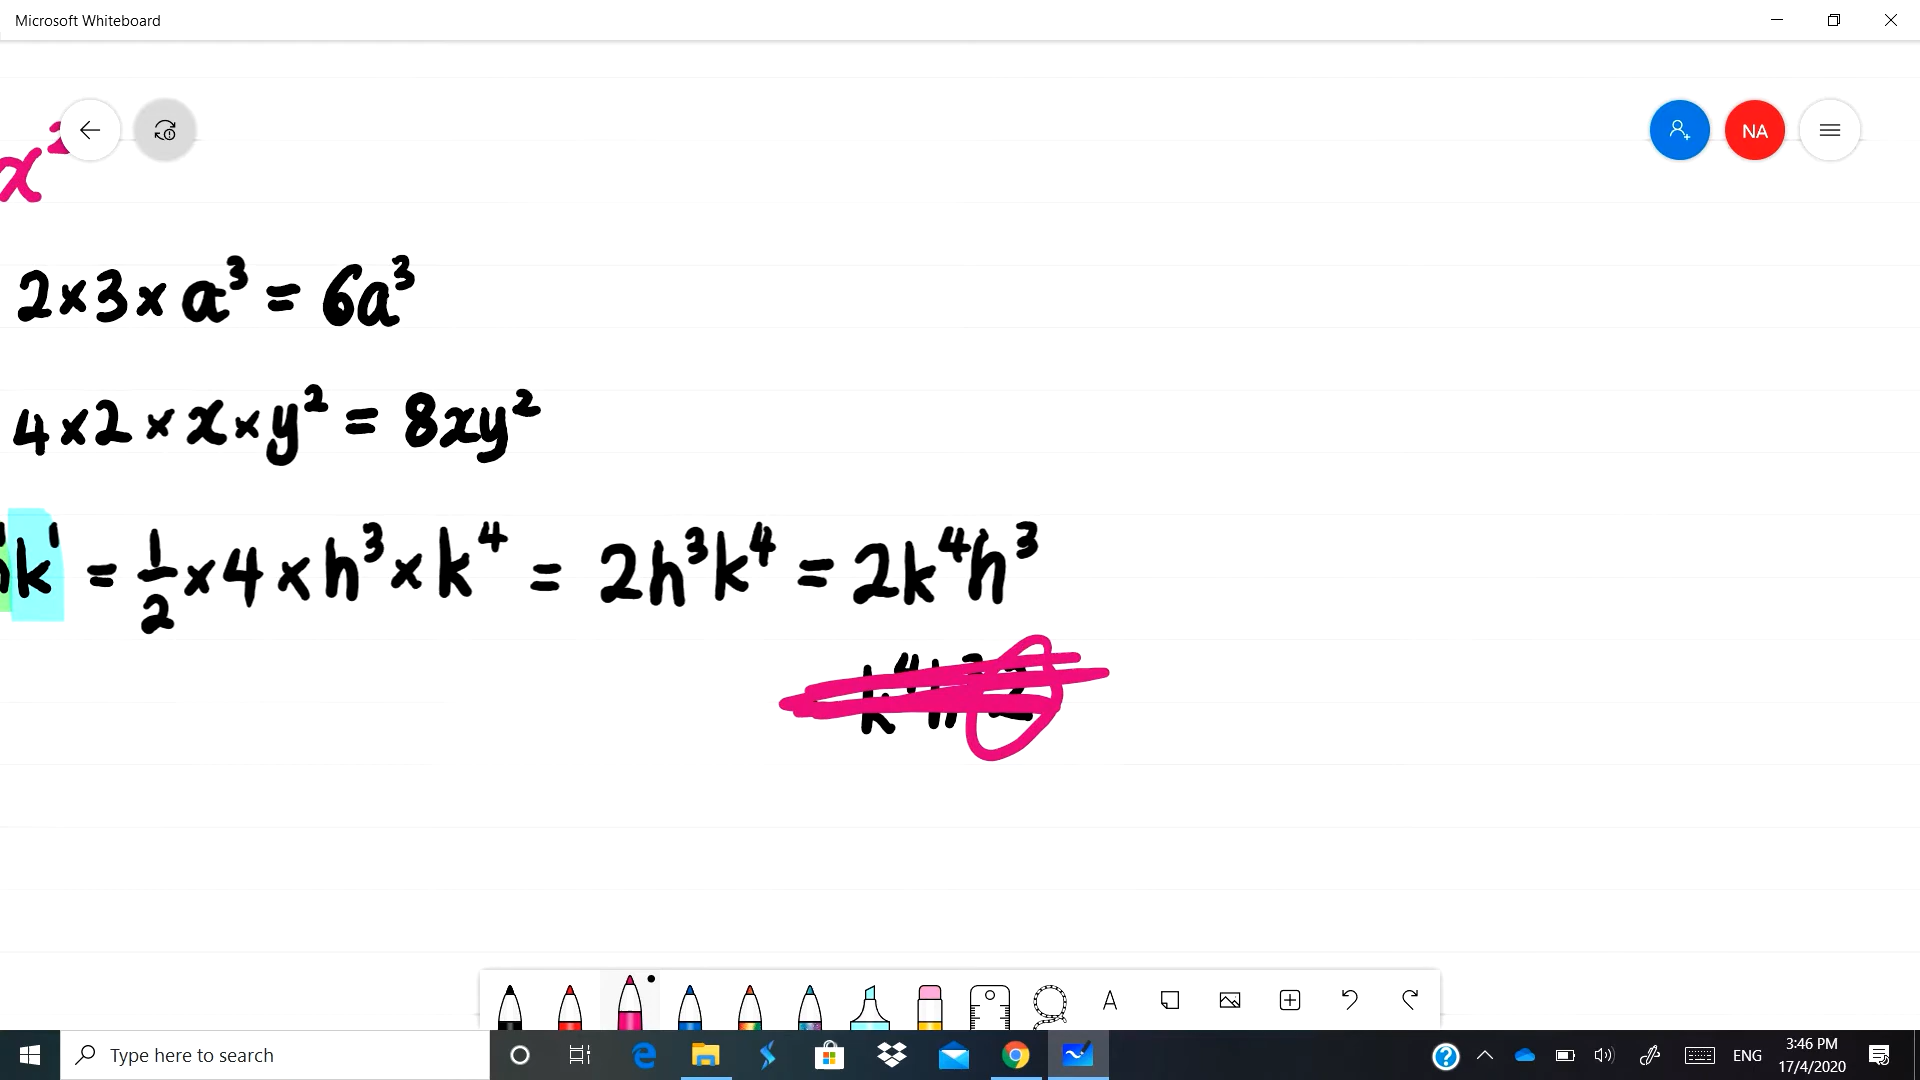 Microsoft Whiteboard
x²
NA
2×3×a³ = 6a³
4×2×x×y² = 8xy²
k¹ = 1/2 ×4×h³×k⁴ = 2h³k⁴ = 2k⁴h³
A
Type here to search
ENG
3:46 PM
17/4/2020